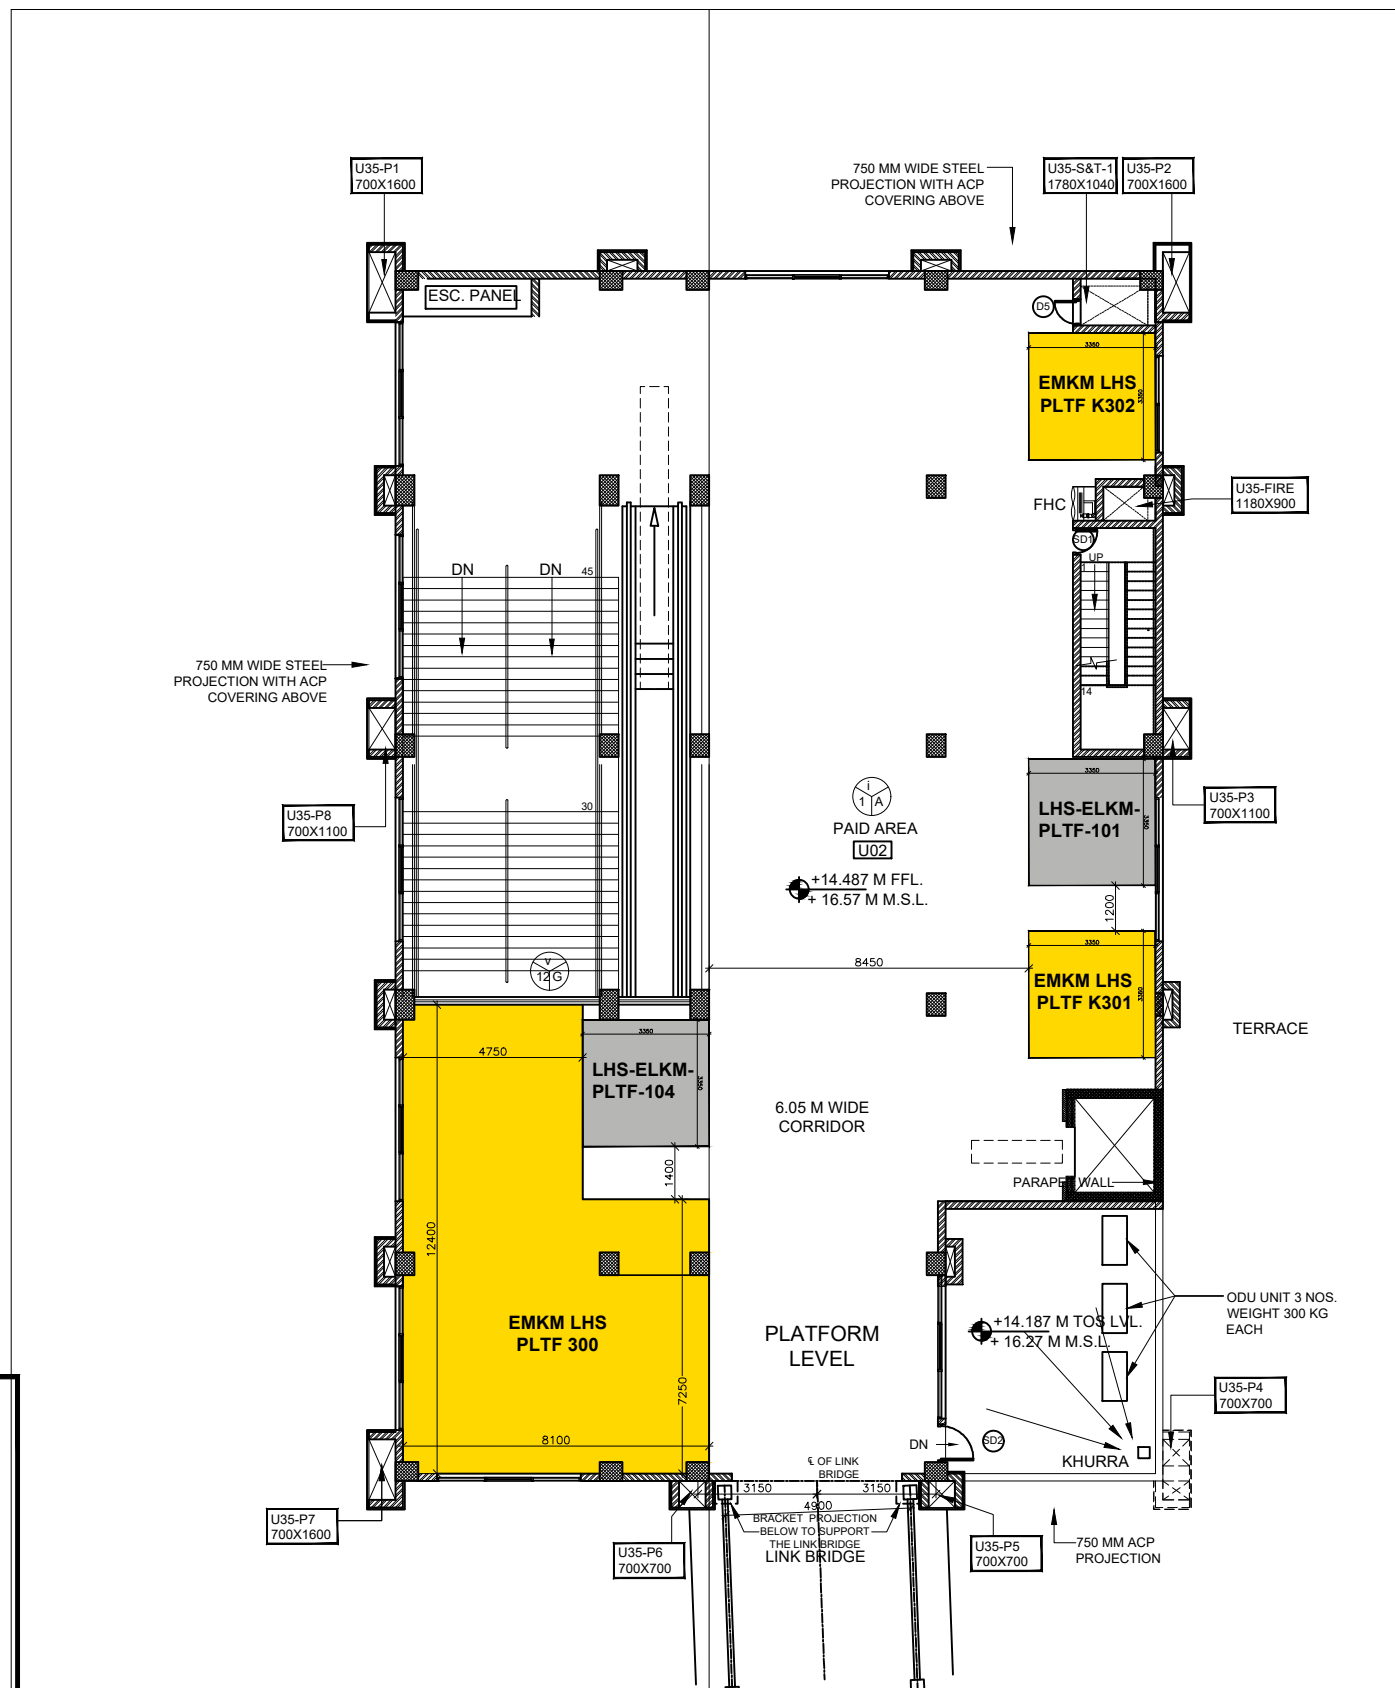 U35-P1
700X1600
750 MM WIDE STEEL
PROJECTION WITH ACP
COVERING ABOVE
U35-S&T-1
1780X1040
U35-P2
700X1600
ESC. PANEL
D5
3350
EMKM LHS
PLTF K302
3350
FHC
U35-FIRE
1180X900
SD1
UP
1
14
DN
DN
45
750 MM WIDE STEEL
PROJECTION WITH ACP
COVERING ABOVE
U35-P8
700X1100
30
i
1 A
PAID AREA
U02
+14.487 M FFL.
+ 16.57 M M.S.L.
3350
LHS-ELKM-
PLTF-101
3350
U35-P3
700X1100
1200
8450
3350
EMKM LHS
PLTF K301
3350
TERRACE
v
12 G
4750
3350
LHS-ELKM-
PLTF-104
3350
6.05 M WIDE
CORRIDOR
1400
PARAPET WALL
12400
EMKM LHS
PLTF 300
7250
8100
PLATFORM
LEVEL
+14.187 M TOS LVL.
+ 16.27 M M.S.L.
ODU UNIT 3 NOS.
WEIGHT 300 KG
EACH
U35-P4
700X700
DN
SD2
KHURRA
℄ OF LINK
BRIDGE
3150
3150
4900
BRACKET PROJECTION
BELOW TO SUPPORT
THE LINK BRIDGE
LINK BRIDGE
U35-P7
700X1600
U35-P6
700X700
U35-P5
700X700
750 MM ACP
PROJECTION